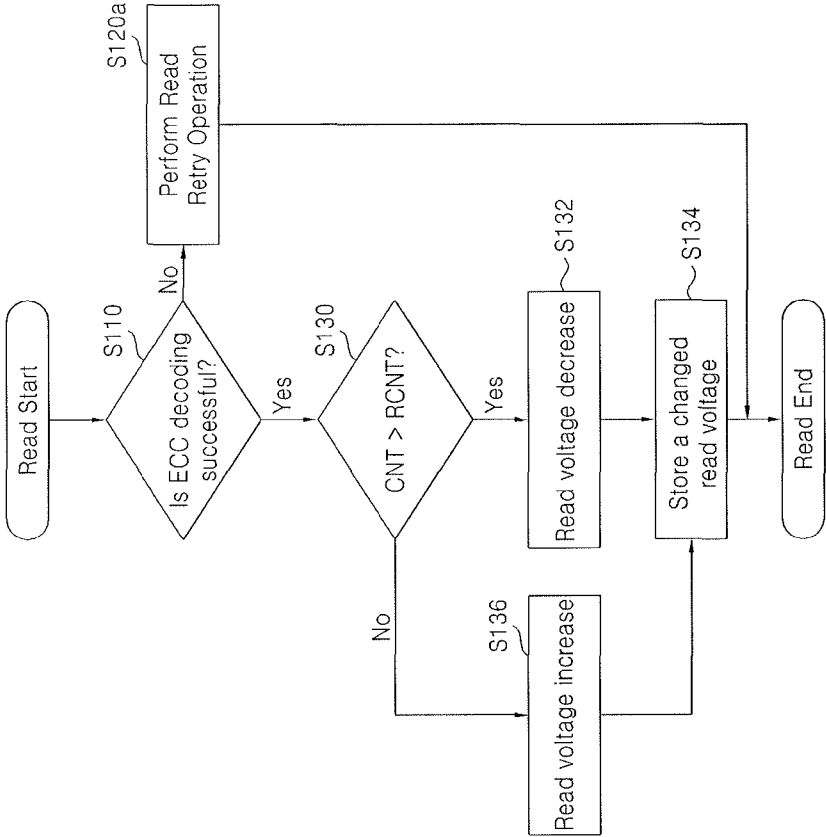 Read Start
S110
Is ECC decoding
successful?
No
S120a
Perform Read
Retry Operation
Yes
S130
CNT > RCNT?
No
Yes
S136
Read voltage increase
S132
Read voltage decrease
S134
Store a changed
read voltage
Read End